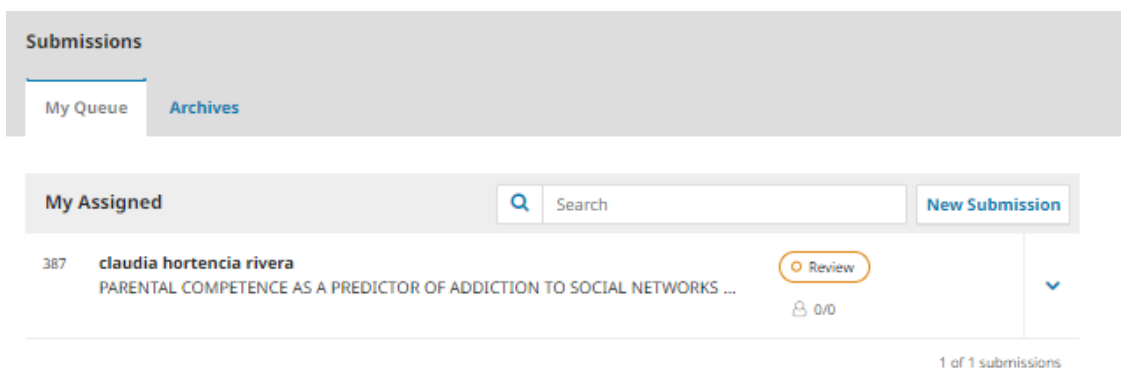 Submissions
My Queue Archives
My Assigned Search New Submission
387 claudia hortencia rivera Review
PARENTAL COMPETENCE AS A PREDICTOR OF ADDICTION TO SOCIAL NETWORKS ...
0/0
1 of 1 submissions